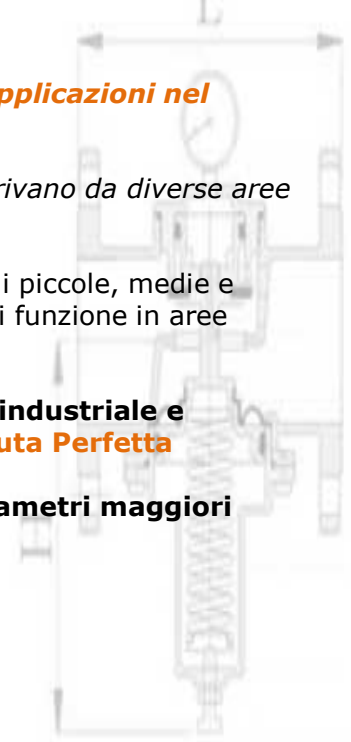 L
pplicazioni nel
rivano da diverse aree
i piccole, medie e
i funzione in aree
industriale e
uta Perfetta
ametri maggiori
H